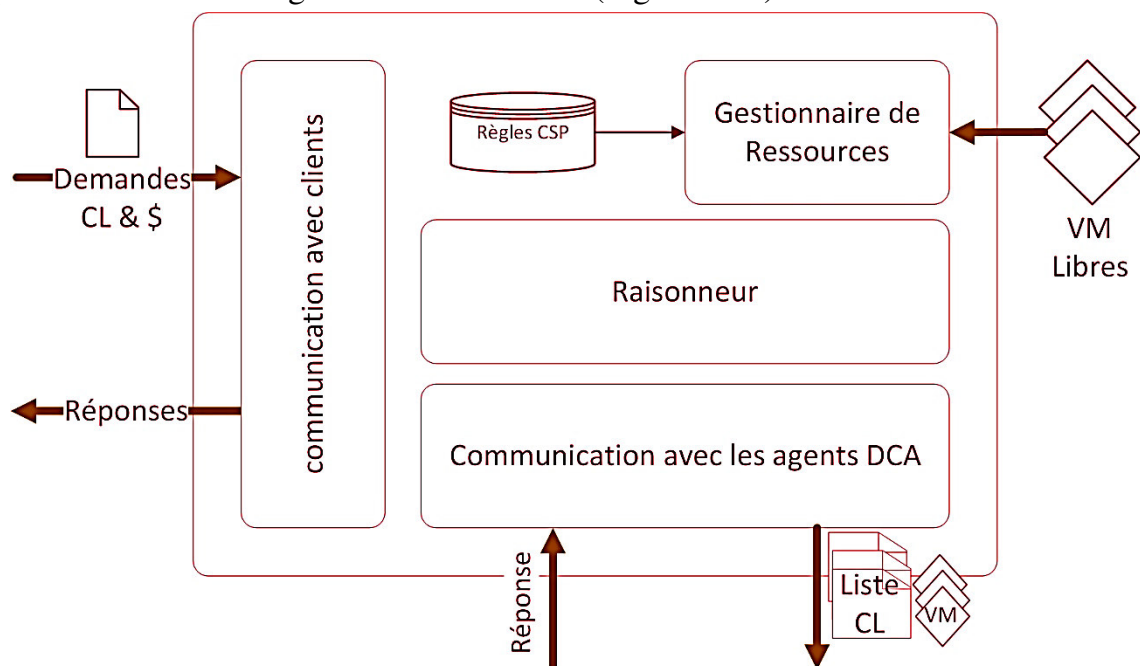 Demandes
CL & $
Réponses
communication avec clients
Règles CSP
Gestionnaire de
Ressources
VM
Libres
Raisonneur
Communication avec les agents DCA
Réponse
Liste
CL
VM